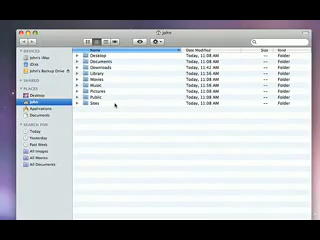 john
DEVICES
John's iMac
iDisk
John's Backup Drive
PLACES
Desktop
john
Applications
Documents
SEARCH FOR
Today
Yesterday
Past Week
All Images
All Movies
All Documents
Name Date Modified Size Kind
Desktop Today, 11:08 AM -- Folder
Documents Today, 11:08 AM -- Folder
Downloads Today, 11:42 AM -- Folder
Library Today, 11:56 AM -- Folder
Movies Today, 11:08 AM -- Folder
Music Today, 11:56 AM -- Folder
Pictures Today, 11:08 AM -- Folder
Public Today, 11:08 AM -- Folder
Sites Today, 11:08 AM -- Folder